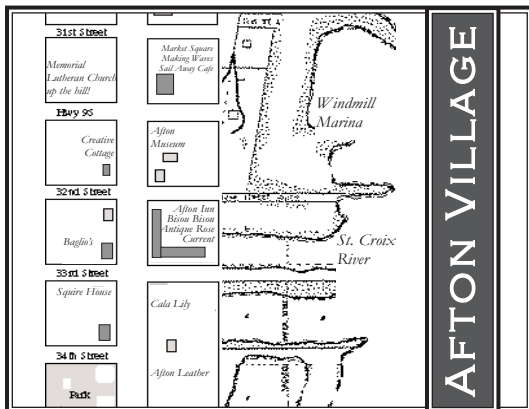 31st Street
Memorial
Lutheran Church
up the hill!
Hwy 95
Creative
Cottage
32nd Street
Baglio's
33rd Street
Squire House
34th Street
Park
Market Square
Making Waves
Sail Away Cafe
Afton
Museum
Afton Inn
Bisou Bisou
Antique Rose
Current
Cala Lily
Afton Leather
Windmill
Marina
St. Croix
River
AFTON VILLAGE